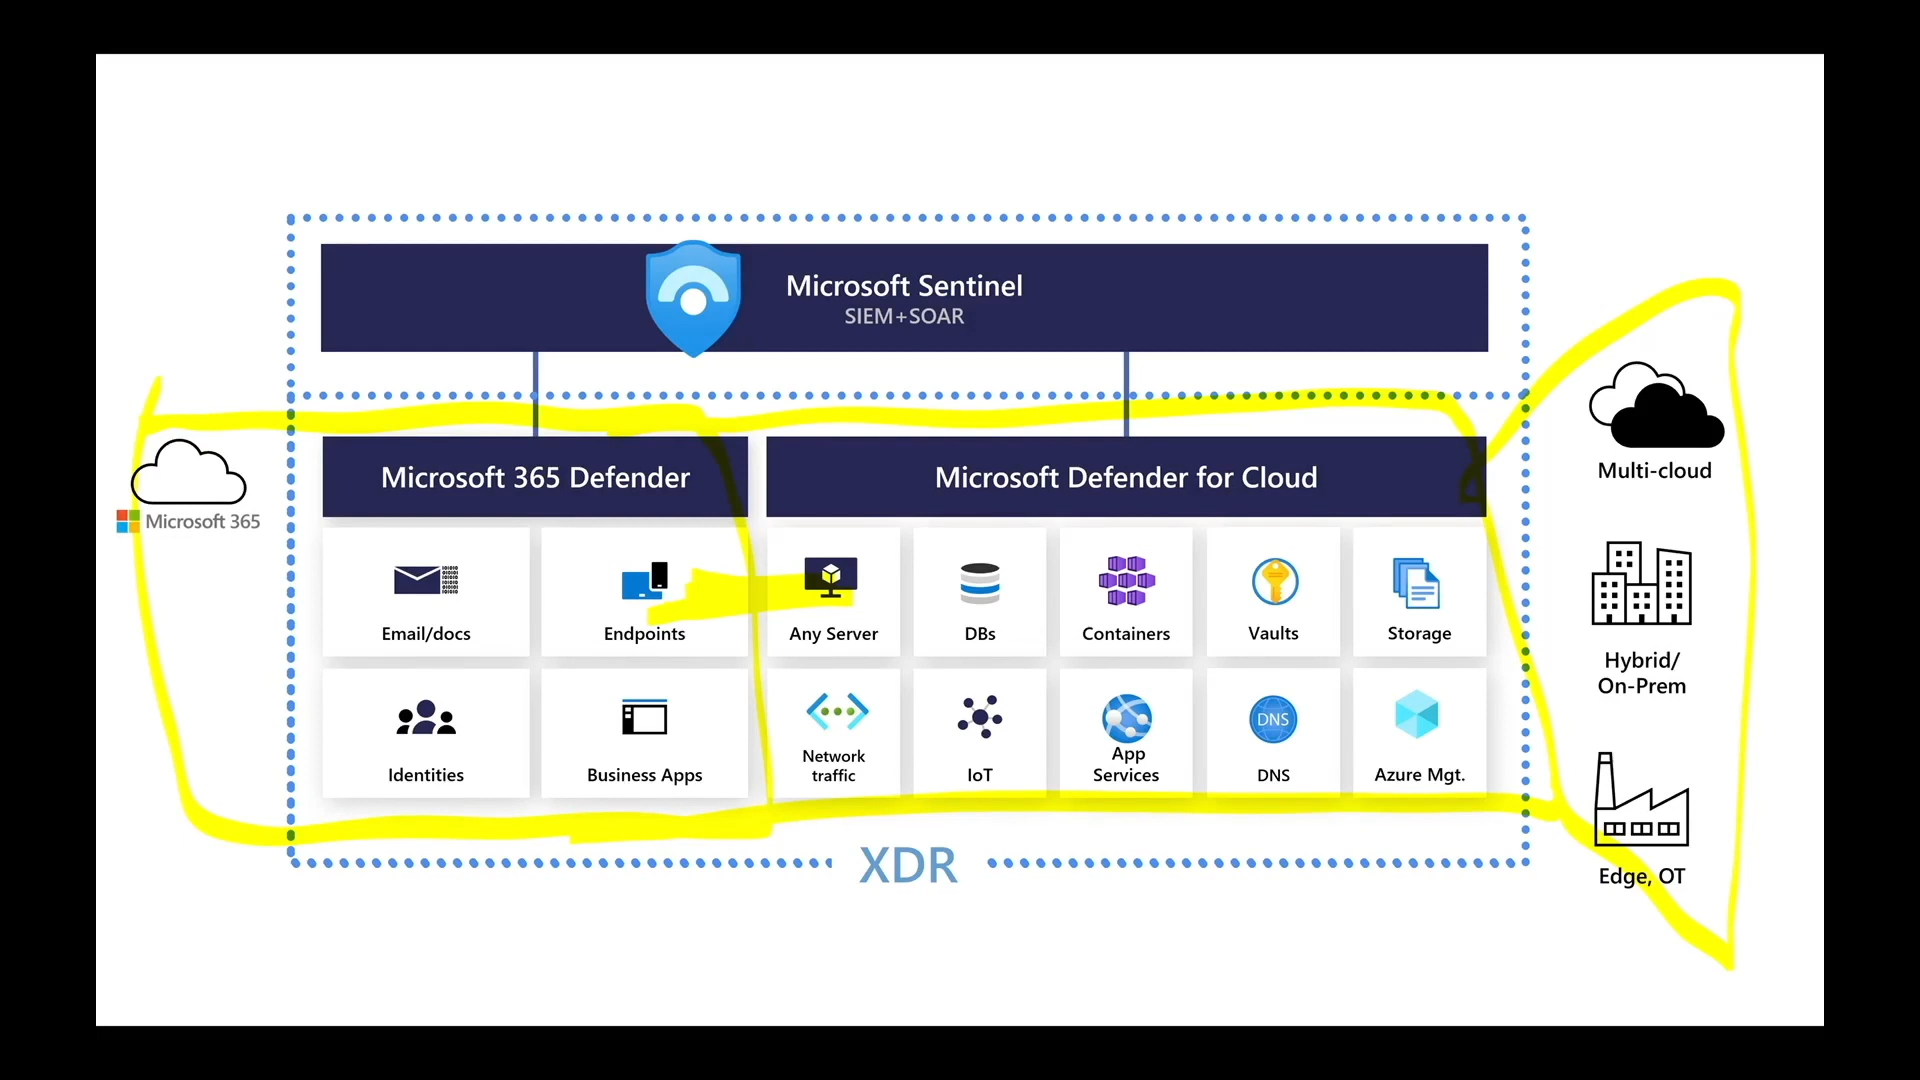 Microsoft Sentinel
SIEM+SOAR
Microsoft 365
Microsoft 365 Defender
Email/docs
Endpoints
Identities
Business Apps
Microsoft Defender for Cloud
Any Server
DBs
Containers
Vaults
Storage
Network
traffic
IoT
App
Services
DNS
DNS
Azure Mgt.
Multi-cloud
Hybrid/
On-Prem
Edge, OT
XDR